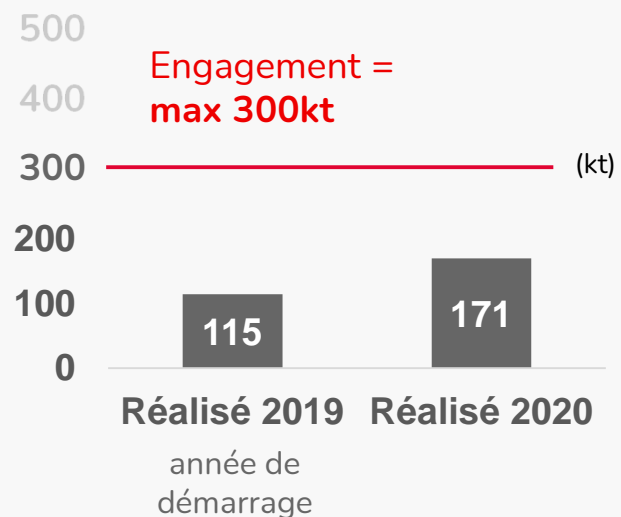 500
Engagement =
400
max 300kt
300
(kt)
200
100
115
171
0
Réalisé 2019
Réalisé 2020
année de
démarrage